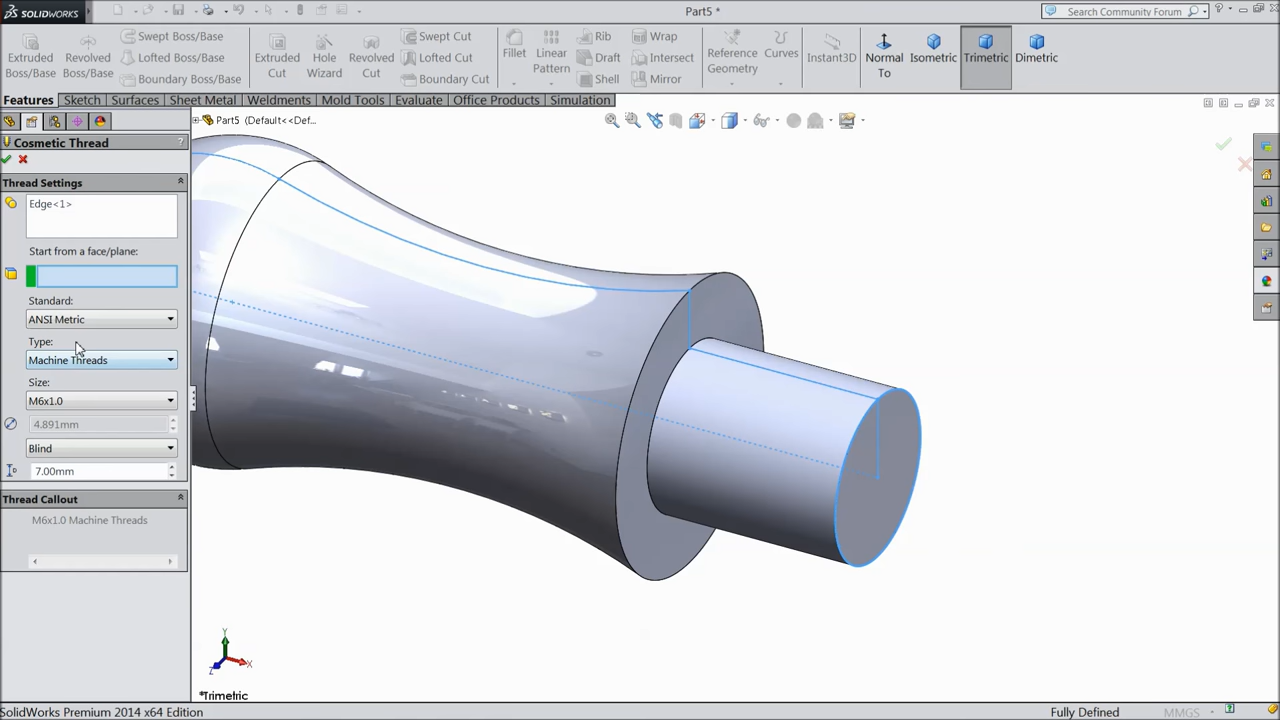 SOLIDWORKS
Part5 *
Search Community Forum
Extruded Boss/Base
Revolved Boss/Base
Swept Boss/Base
Lofted Boss/Base
Boundary Boss/Base
Extruded Cut
Hole Wizard
Revolved Cut
Swept Cut
Lofted Cut
Boundary Cut
Fillet
Linear Pattern
Rib
Draft
Shell
Wrap
Intersect
Mirror
Reference Geometry
Curves
Instant3D
Normal To
Isometric
Trimetric
Dimetric
Features
Sketch
Surfaces
Sheet Metal
Weldments
Mold Tools
Evaluate
Office Products
Simulation
Part5 (Default<<Def...
Cosmetic Thread
?
Thread Settings
Edge<1>
Start from a face/plane:
Standard:
ANSI Metric
Type:
Machine Threads
Size:
M6x1.0
4.891mm
Blind
7.00mm
Thread Callout
M6x1.0 Machine Threads
Y
X
Z
*Trimetric
SolidWorks Premium 2014 x64 Edition
Fully Defined
MMGS